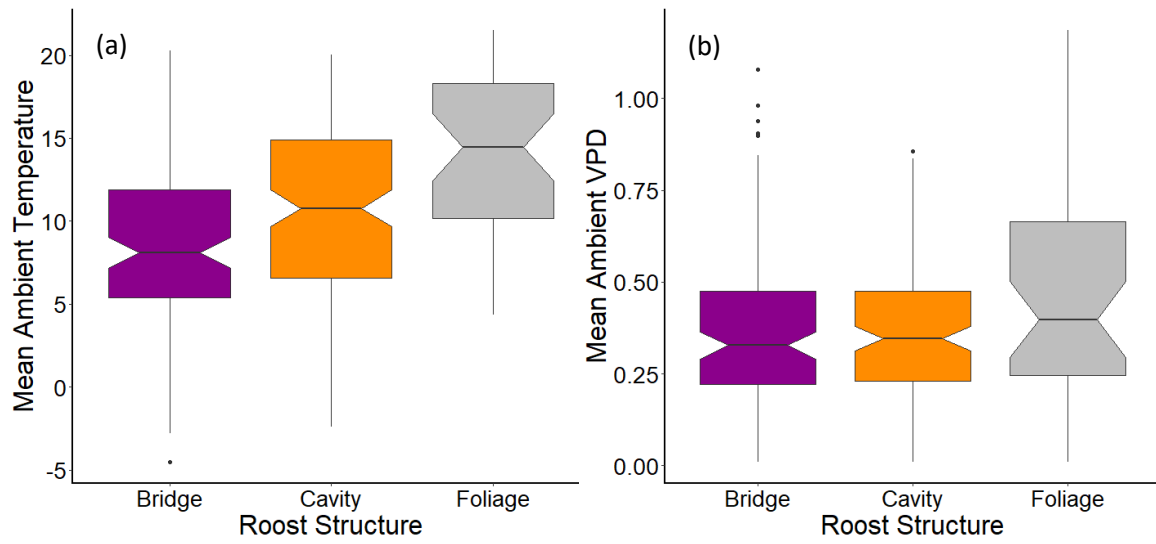 (a)
Mean Ambient Temperature
20
15
10
5
0
-5
Bridge Cavity Foliage
Roost Structure
(b)
Mean Ambient VPD
1.00
0.75
0.50
0.25
0.00
Bridge Cavity Foliage
Roost Structure